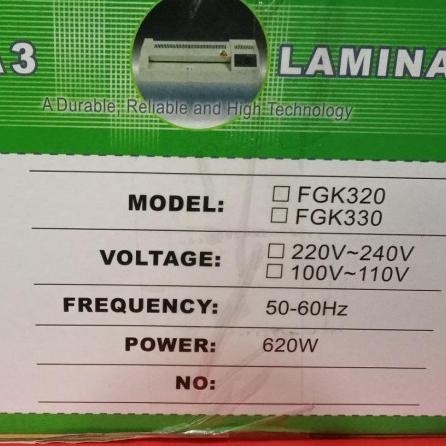 A3 LAMINA
A Durable, Reliable and High Technology
MODEL: □ FGK320
□ FGK330
VOLTAGE: □ 220V~240V
□ 100V~110V
FREQUENCY: 50-60Hz
POWER: 620W
NO: